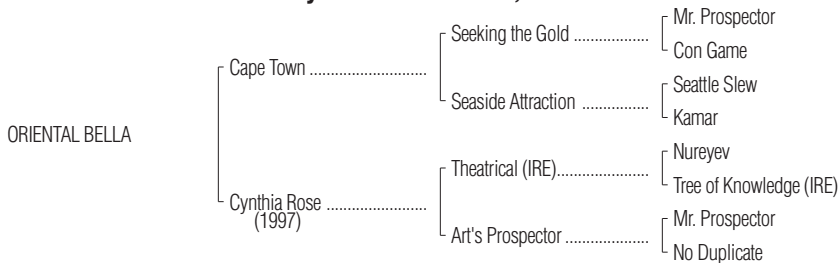 Mr. Prospector
Seeking the Gold ..................
Con Game
Cape Town ............................
Seattle Slew
Seaside Attraction ................
Kamar
ORIENTAL BELLA
Nureyev
Theatrical (IRE)......................
Tree of Knowledge (IRE)
Cynthia Rose ........................
(1997)
Mr. Prospector
Art's Prospector ....................
No Duplicate